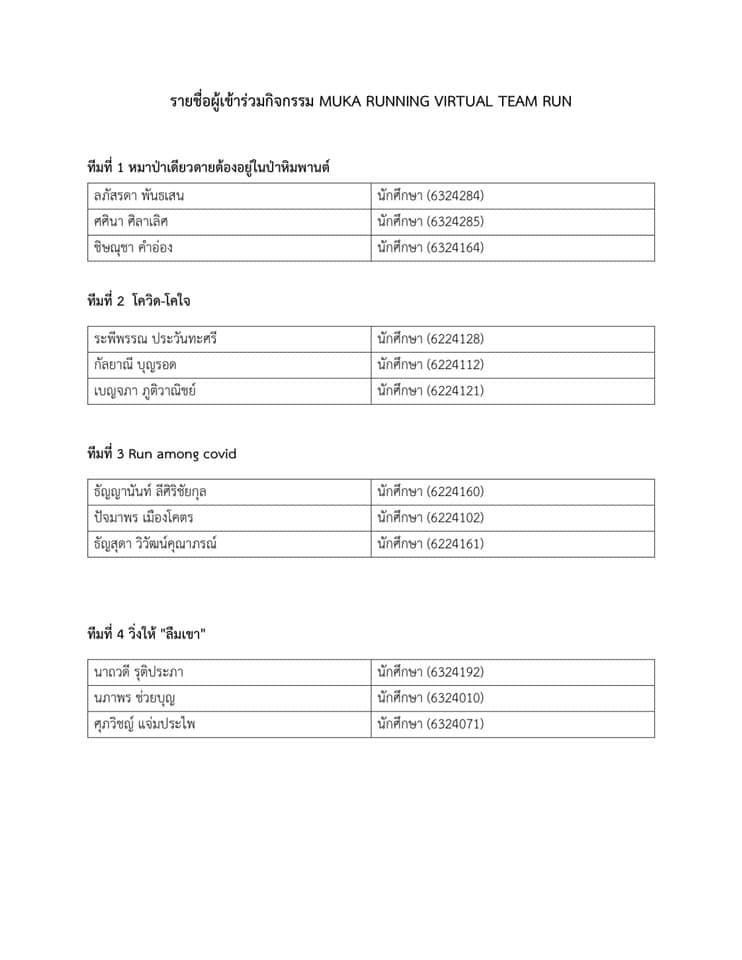 รายชื่อผู้เข้าร่วมกิจกรรม MUKA RUNNING VIRTUAL TEAM RUN
ทีมที่ 1 หมาป่าเดียวดายต้องอยู่ในป่าหิมพานต์
ลภัสรดา พันธเสน นักศึกษา (6324284)
ศศินา ศิลาเลิศ นักศึกษา (6324285)
ชิษณุชา คำอ่อง นักศึกษา (6324164)
ทีมที่ 2 โควิด-โคใจ
ระพีพรรณ ประวันทะศรี นักศึกษา (6224128)
กัลยาณี บุญรอด นักศึกษา (6224112)
เบญจภา ภูติวาณิชย์ นักศึกษา (6224121)
ทีมที่ 3 Run among covid
ธัญญานันท์ ลีศิริชัยกุล นักศึกษา (6224160)
ปัจมาพร เมืองโคตร นักศึกษา (6224102)
ธัญสุดา วิวัฒน์คุณาภรณ์ นักศึกษา (6224161)
ทีมที่ 4 วิ่งให้ "ลืมเขา"
นาถวดี รุติประภา นักศึกษา (6324192)
นภาพร ช่วยบุญ นักศึกษา (6324010)
ศุภวิชญ์ แจ่มประไพ นักศึกษา (6324071)